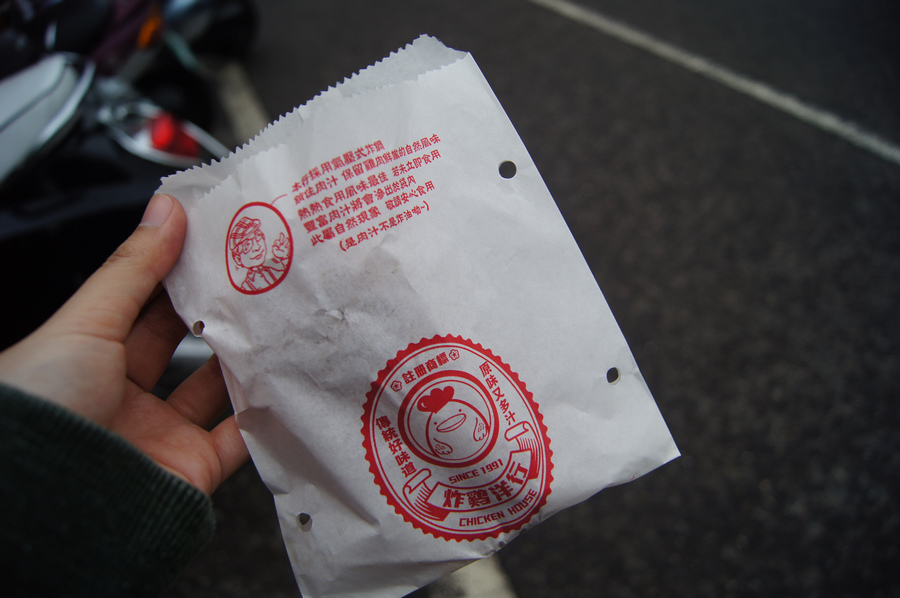 本行採用氣壓式炸鍋
鎖住肉汁 保留雞肉鮮嫩的自然風味
熱熱食用風味最佳 若未立即食用
豐富肉汁將會滲出於袋內
此屬自然現象 敬請安心食用
(是肉汁不是炸油喲~)
註冊商標
傳統好味道
原味又多汁
SINCE 1991
炸雞洋行
CHICKEN HOUSE